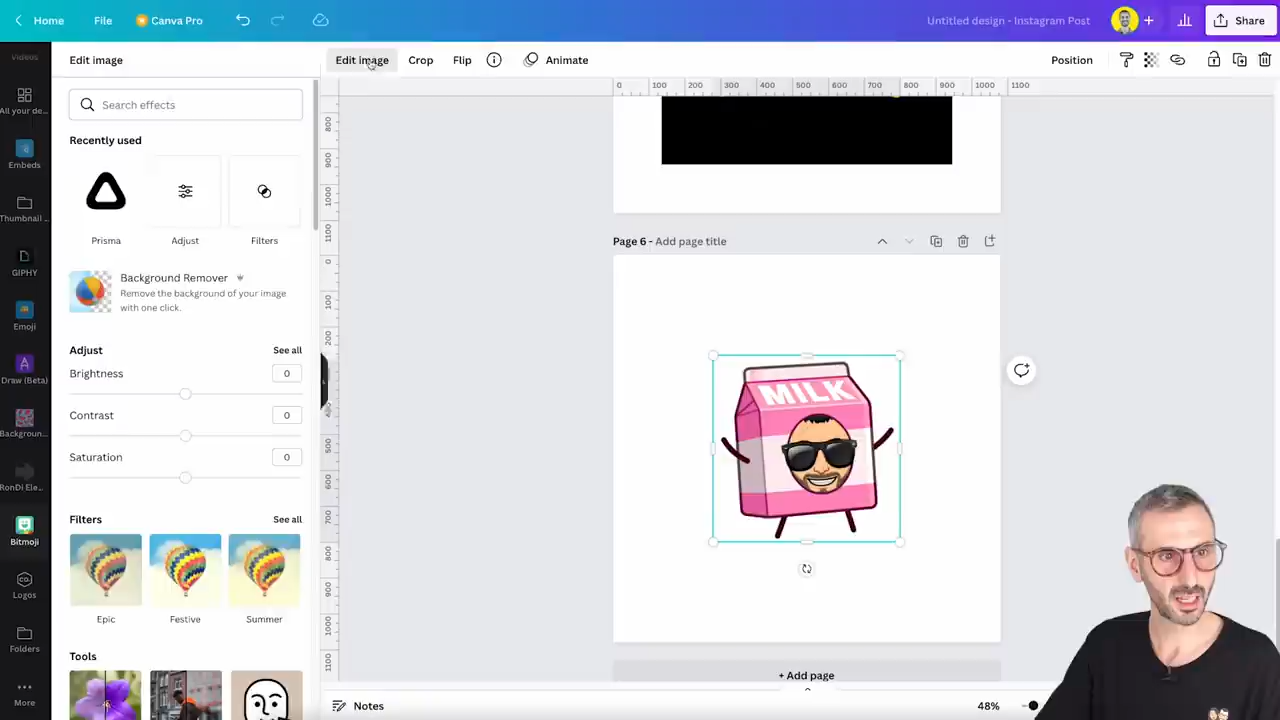 Home
File
Canva Pro
Untitled design - Instagram Post
Share
Videos
Edit image
Edit image
Crop
Flip
Animate
Position
All your de...
Embeds
Thumbnail ...
GIPHY
Emoji
Draw (Beta)
Backgroun...
RonDi Ele...
Bitmoji
Logos
Folders
More
Search effects
Recently used
Prisma
Adjust
Filters
Background Remover
Remove the background of your image
with one click.
Adjust
See all
Brightness
0
Contrast
0
Saturation
0
Filters
See all
Epic
Festive
Summer
Tools
0 100 200 300 400 500 600 700 800 900 1000 1100
800
900
1000
1100
0
100
200
300
400
500
600
700
800
900
1000
1100
Page 6 - Add page title
MILK
+ Add page
Notes
48%